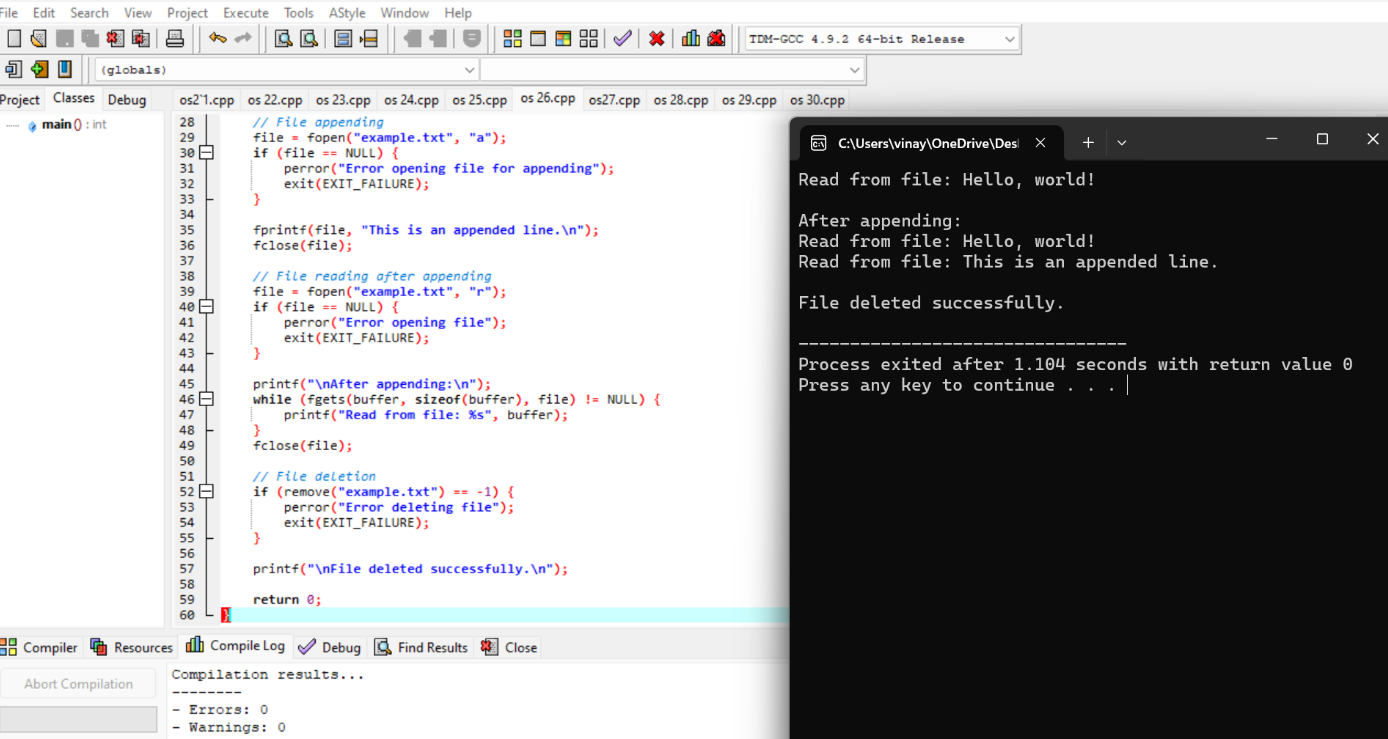 File Edit Search View Project Execute Tools AStyle Window Help
TDM-GCC 4.9.2 64-bit Release
(globals)
Project Classes Debug
os2`1.cpp os 22.cpp os 23.cpp os 24.cpp os 25.cpp os 26.cpp os27.cpp os 28.cpp os 29.cpp os 30.cpp
main () : int
28 // File appending
29 file = fopen("example.txt", "a");
30 if (file == NULL) {
31 perror("Error opening file for appending");
32 exit(EXIT_FAILURE);
33 }
34
35 fprintf(file, "This is an appended line.\n");
36 fclose(file);
37
38 // File reading after appending
39 file = fopen("example.txt", "r");
40 if (file == NULL) {
41 perror("Error opening file");
42 exit(EXIT_FAILURE);
43 }
44
45 printf("\nAfter appending:\n");
46 while (fgets(buffer, sizeof(buffer), file) != NULL) {
47 printf("Read from file: %s", buffer);
48 }
49 fclose(file);
50
51 // File deletion
52 if (remove("example.txt") == -1) {
53 perror("Error deleting file");
54 exit(EXIT_FAILURE);
55 }
56
57 printf("\nFile deleted successfully.\n");
58
59 return 0;
60 }
Compiler Resources Compile Log Debug Find Results Close
Abort Compilation
Compilation results...
--------
- Errors: 0
- Warnings: 0
C:\Users\vinay\OneDrive\Des
Read from file: Hello, world!
After appending:
Read from file: Hello, world!
Read from file: This is an appended line.
File deleted successfully.
--------------------------------
Process exited after 1.104 seconds with return value 0
Press any key to continue . . .